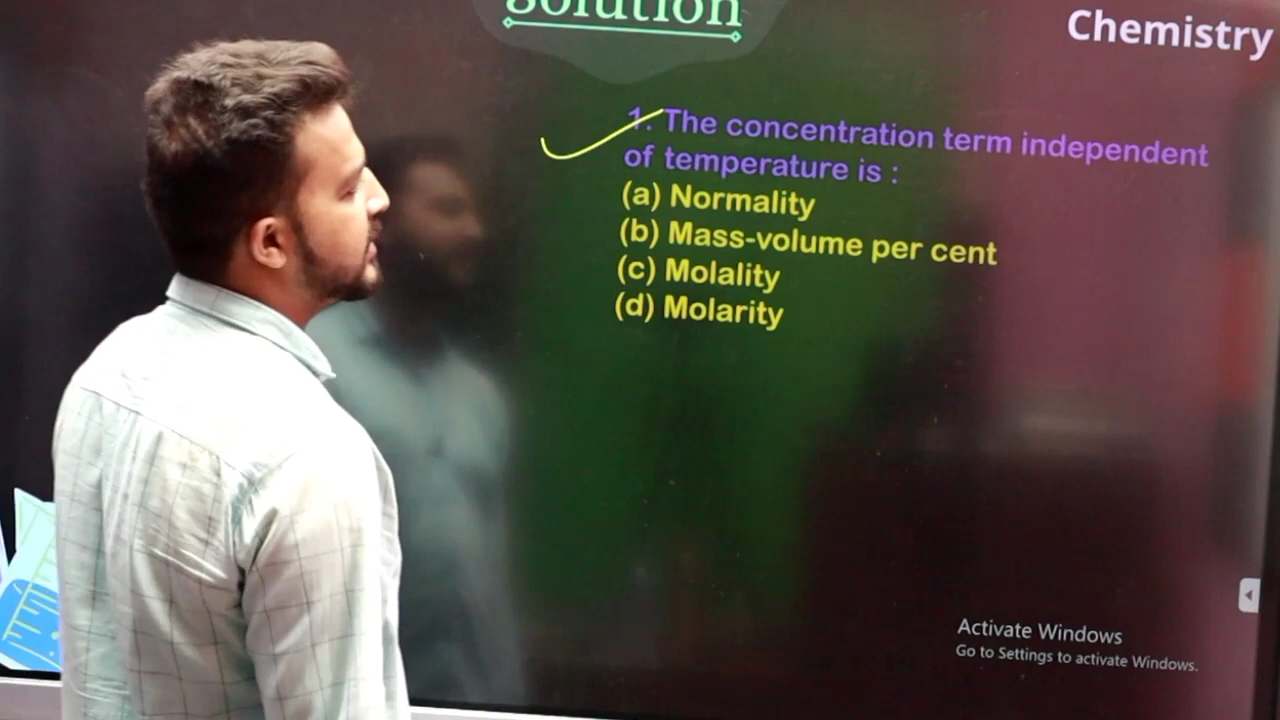 solution
Chemistry
1. The concentration term independent
of temperature is :
(a) Normality
(b) Mass-volume per cent
(c) Molality
(d) Molarity
Activate Windows
Go to Settings to activate Windows.